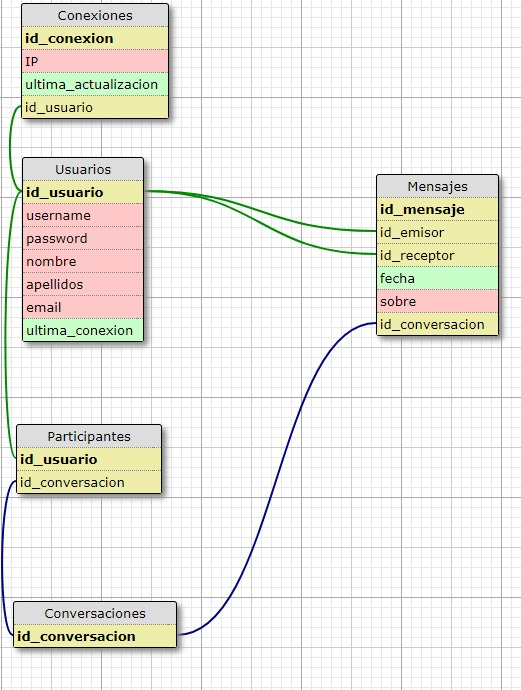 Conexiones
id_conexion
IP
ultima_actualizacion
id_usuario
Usuarios
id_usuario
username
password
nombre
apellidos
email
ultima_conexion
Mensajes
id_mensaje
id_emisor
id_receptor
fecha
sobre
id_conversacion
Participantes
id_usuario
id_conversacion
Conversaciones
id_conversacion